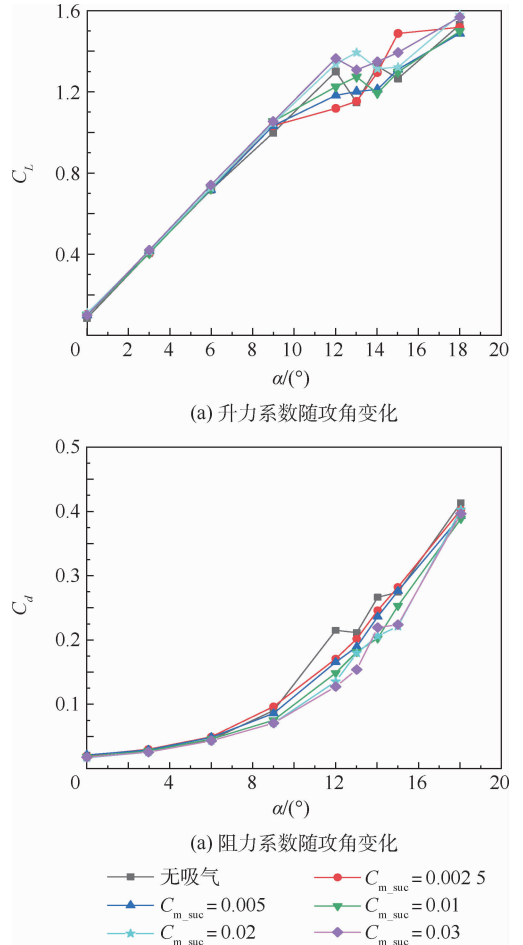 1.6
1.2
0.8
0.4
0
C_L
0 2 4 6 8 10 12 14 16 18 20
α/(°)
(a) 升力系数随攻角变化
0.5
0.4
0.3
0.2
0.1
C_d
0 4 8 12 16 20
α/(°)
(a) 阻力系数随攻角变化
无吸气 C_m_suc = 0.002 5
C_m_suc = 0.005 C_m_suc = 0.01
C_m_suc = 0.02 C_m_suc = 0.03